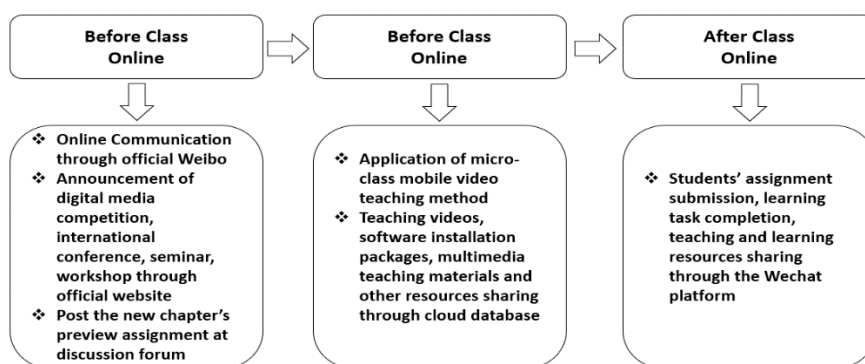 Before Class
Online
Before Class
Online
After Class
Online
❖ Online Communication
through official Weibo
❖ Announcement of
digital media
competition,
international
conference, seminar,
workshop through
official website
❖ Post the new chapter’s
preview assignment at
discussion forum
❖ Application of micro-
class mobile video
teaching method
❖ Teaching videos,
software installation
packages, multimedia
teaching materials and
other resources sharing
through cloud database
❖ Students’ assignment
submission, learning
task completion,
teaching and learning
resources sharing
through the Wechat
platform